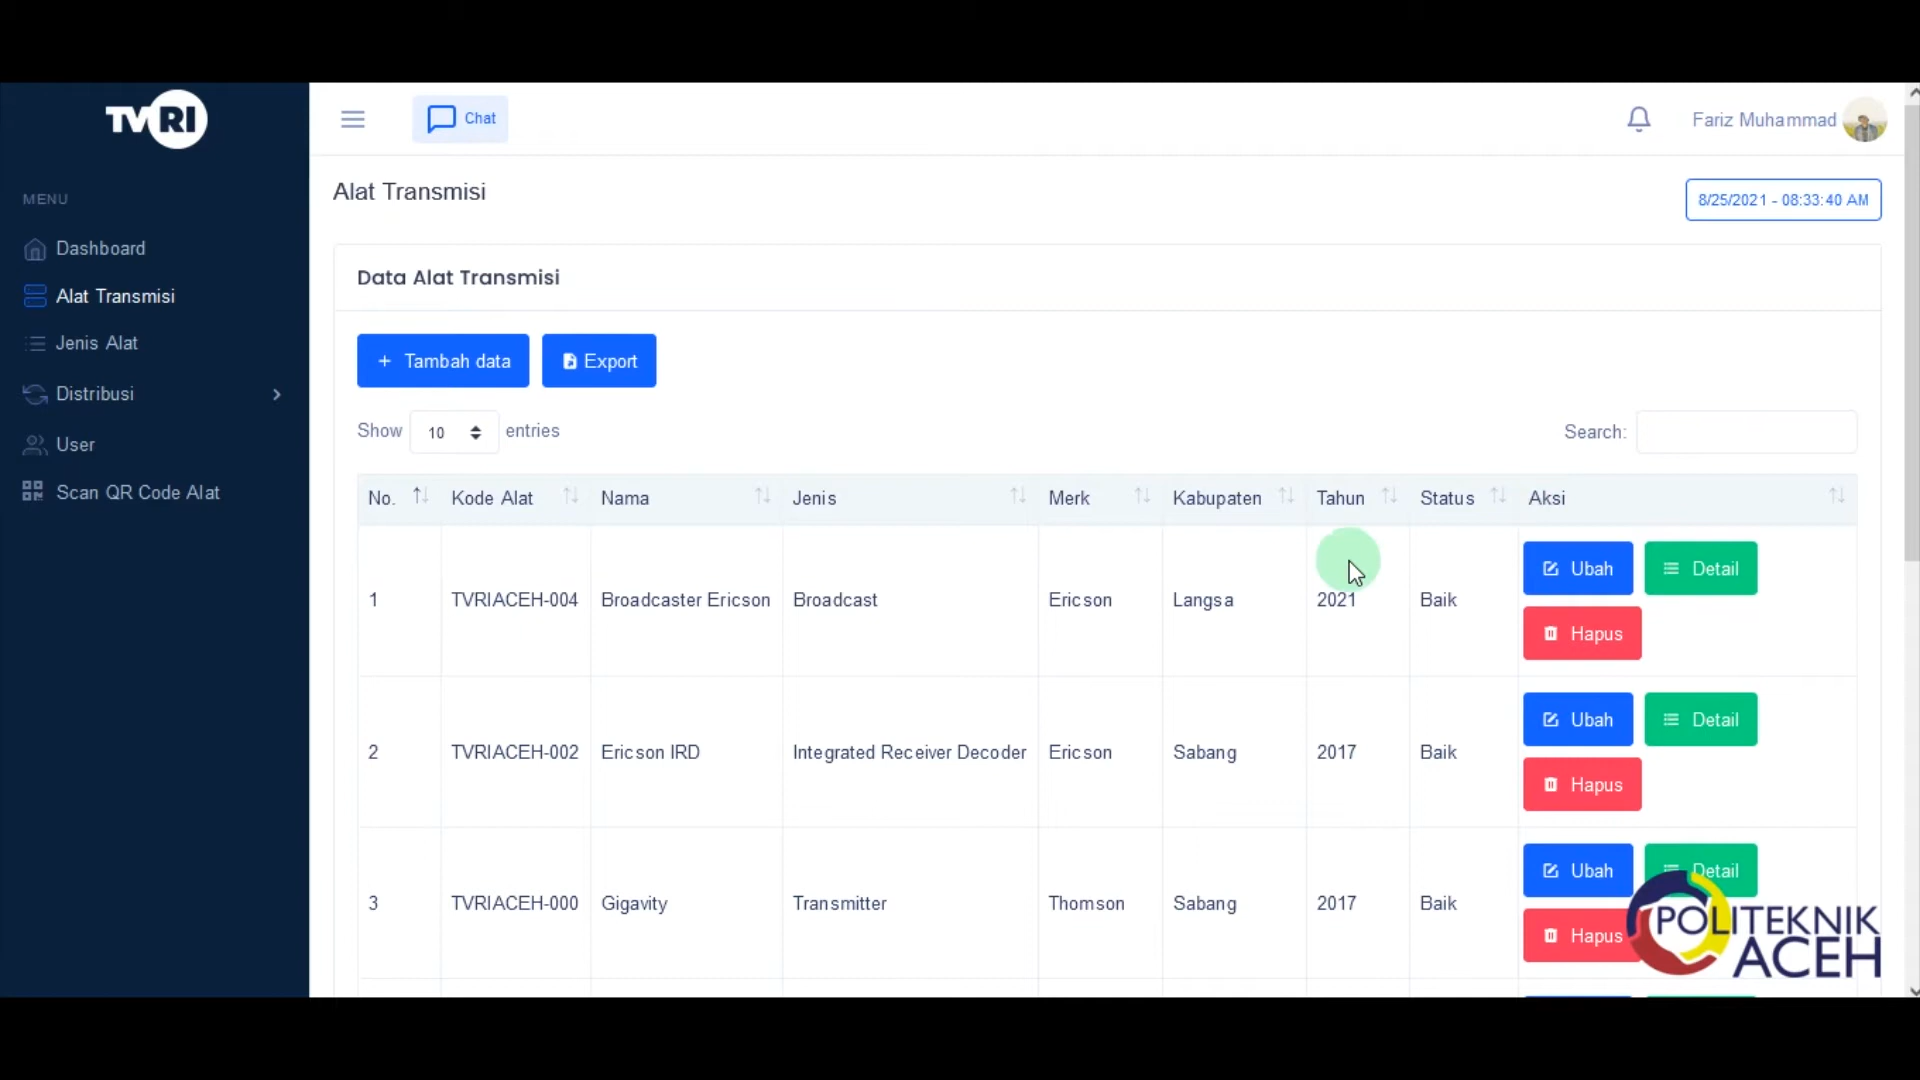 TVRI
Chat
Fariz Muhammad
MENU
Dashboard
Alat Transmisi
Jenis Alat
Distribusi
User
Scan QR Code Alat
Alat Transmisi
8/25/2021 - 08:33:40 AM
Data Alat Transmisi
+ Tambah data
Export
Show 10 entries
Search:
No. Kode Alat Nama Jenis Merk Kabupaten Tahun Status Aksi
1 TVRIACEH-004 Broadcaster Ericson Broadcast Ericson Langsa 2021 Baik Ubah Detail
Hapus
2 TVRIACEH-002 Ericson IRD Integrated Receiver Decoder Ericson Sabang 2017 Baik Ubah Detail
Hapus
3 TVRIACEH-000 Gigavity Transmitter Thomson Sabang 2017 Baik Ubah Detail
Hapus
POLITEKNIK
ACEH